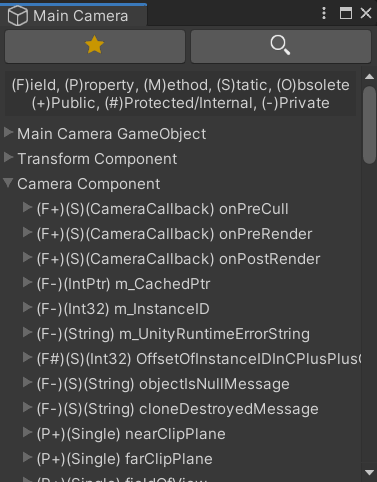 Main Camera
(F)ield, (P)roperty, (M)ethod, (S)tatic, (O)bsolete
(+)Public, (#)Protected/Internal, (-)Private
Main Camera GameObject
Transform Component
Camera Component
(F+)(S)(CameraCallback) onPreCull
(F+)(S)(CameraCallback) onPreRender
(F+)(S)(CameraCallback) onPostRender
(F-)(IntPtr) m_CachedPtr
(F-)(Int32) m_InstanceID
(F-)(String) m_UnityRuntimeErrorString
(F#)(S)(Int32) OffsetOfInstanceIDInCPlusPlus
(F-)(S)(String) objectIsNullMessage
(F-)(S)(String) cloneDestroyedMessage
(P+)(Single) nearClipPlane
(P+)(Single) farClipPlane
(P+)(Single) fieldOfView